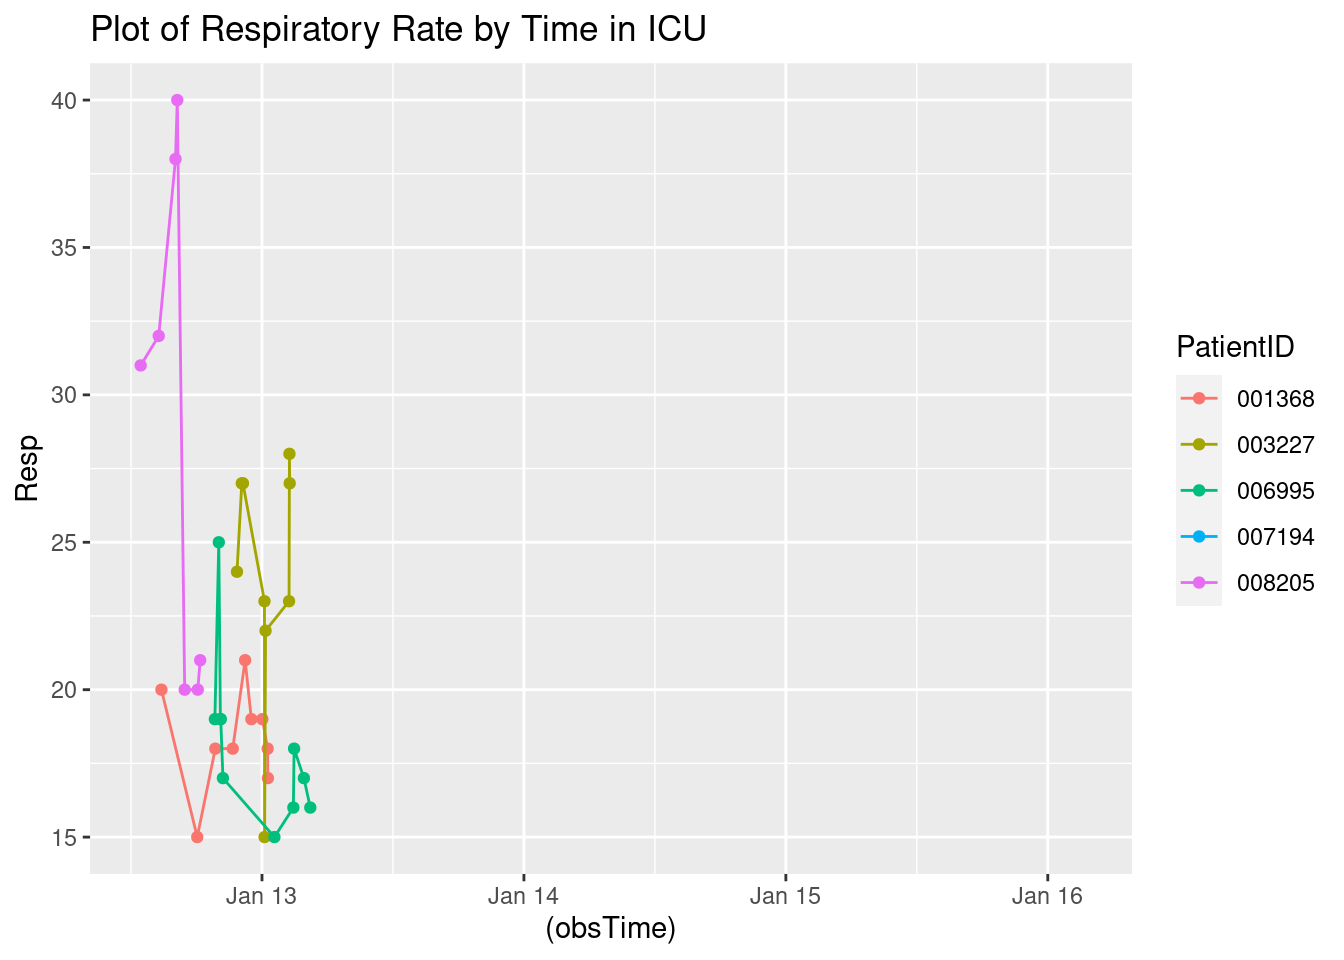 Plot of Respiratory Rate by Time in ICU
40
35
30
25
20
15
Resp
Jan 13
Jan 14
Jan 15
Jan 16
(obsTime)
PatientID
001368
003227
006995
007194
008205